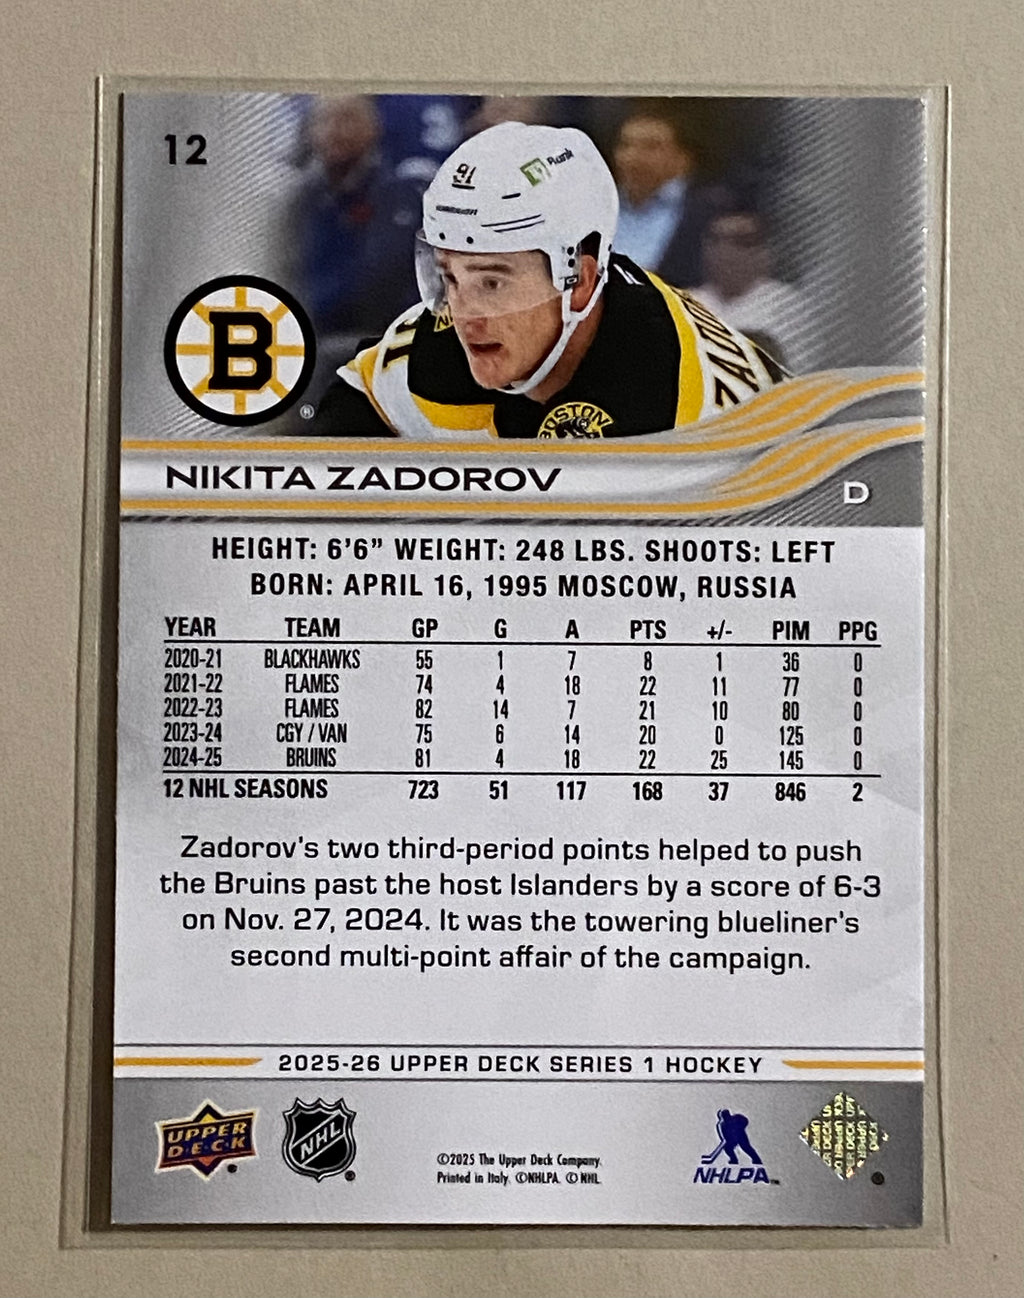 12
91
Bank
B
®
BOSTON
NIKITA ZADOROV
D
HEIGHT: 6'6" WEIGHT: 248 LBS. SHOOTS: LEFT
BORN: APRIL 16, 1995 MOSCOW, RUSSIA
YEAR TEAM GP G A PTS +/- PIM PPG
2020-21 BLACKHAWKS 55 1 7 8 1 36 0
2021-22 FLAMES 74 4 18 22 11 77 0
2022-23 FLAMES 82 14 7 21 10 80 0
2023-24 CGY / VAN 75 6 14 20 0 125 0
2024-25 BRUINS 81 4 18 22 25 145 0
12 NHL SEASONS 723 51 117 168 37 846 2
Zadorov's two third-period points helped to push
the Bruins past the host Islanders by a score of 6-3
on Nov. 27, 2024. It was the towering blueliner's
second multi-point affair of the campaign.
2025-26 UPPER DECK SERIES 1 HOCKEY
UPPER
DECK
NHL
©2025 The Upper Deck Company.
Printed in Italy. ©NHLPA. © NHL
NHLPA